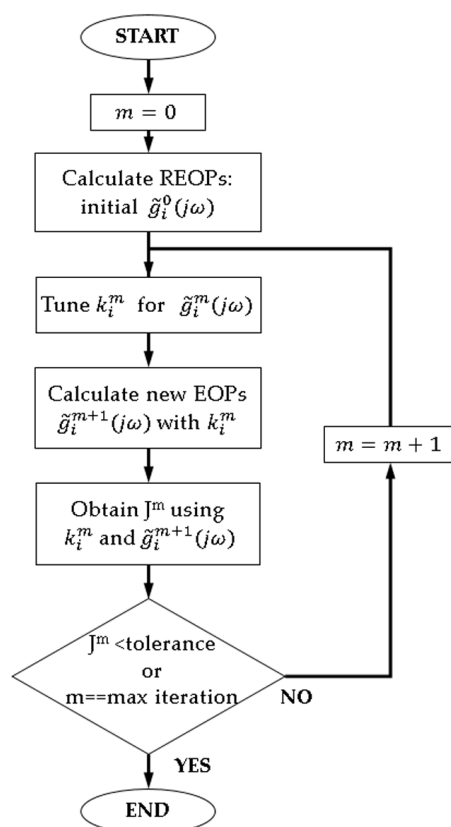 START
m = 0
Calculate REOPs:
initial g̃ᵢ⁰(jω)
Tune kᵢᵐ for g̃ᵢᵐ(jω)
Calculate new EOPs
g̃ᵢᵐ⁺¹(jω) with kᵢᵐ
m = m + 1
Obtain Jᵐ using
kᵢᵐ and g̃ᵢᵐ⁺¹(jω)
Jᵐ <tolerance
or
m==max iteration
NO
YES
END